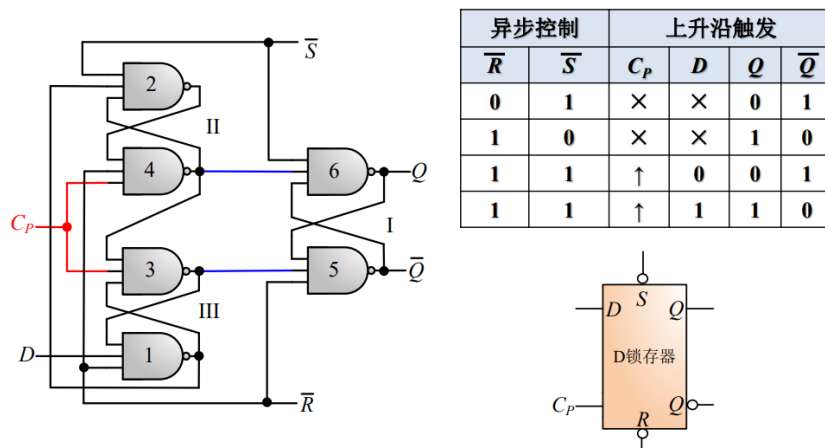 S̅
2
II
4
6
Q
C_P
I
3
5
Q̅
III
D
1
R̅
异步控制 上升沿触发
R̅ S̅ C_P D Q Q̅
0 1 × × 0 1
1 0 × × 1 0
1 1 ↑ 0 0 1
1 1 ↑ 1 1 0
S
D Q
D锁存器
C_P Q
R